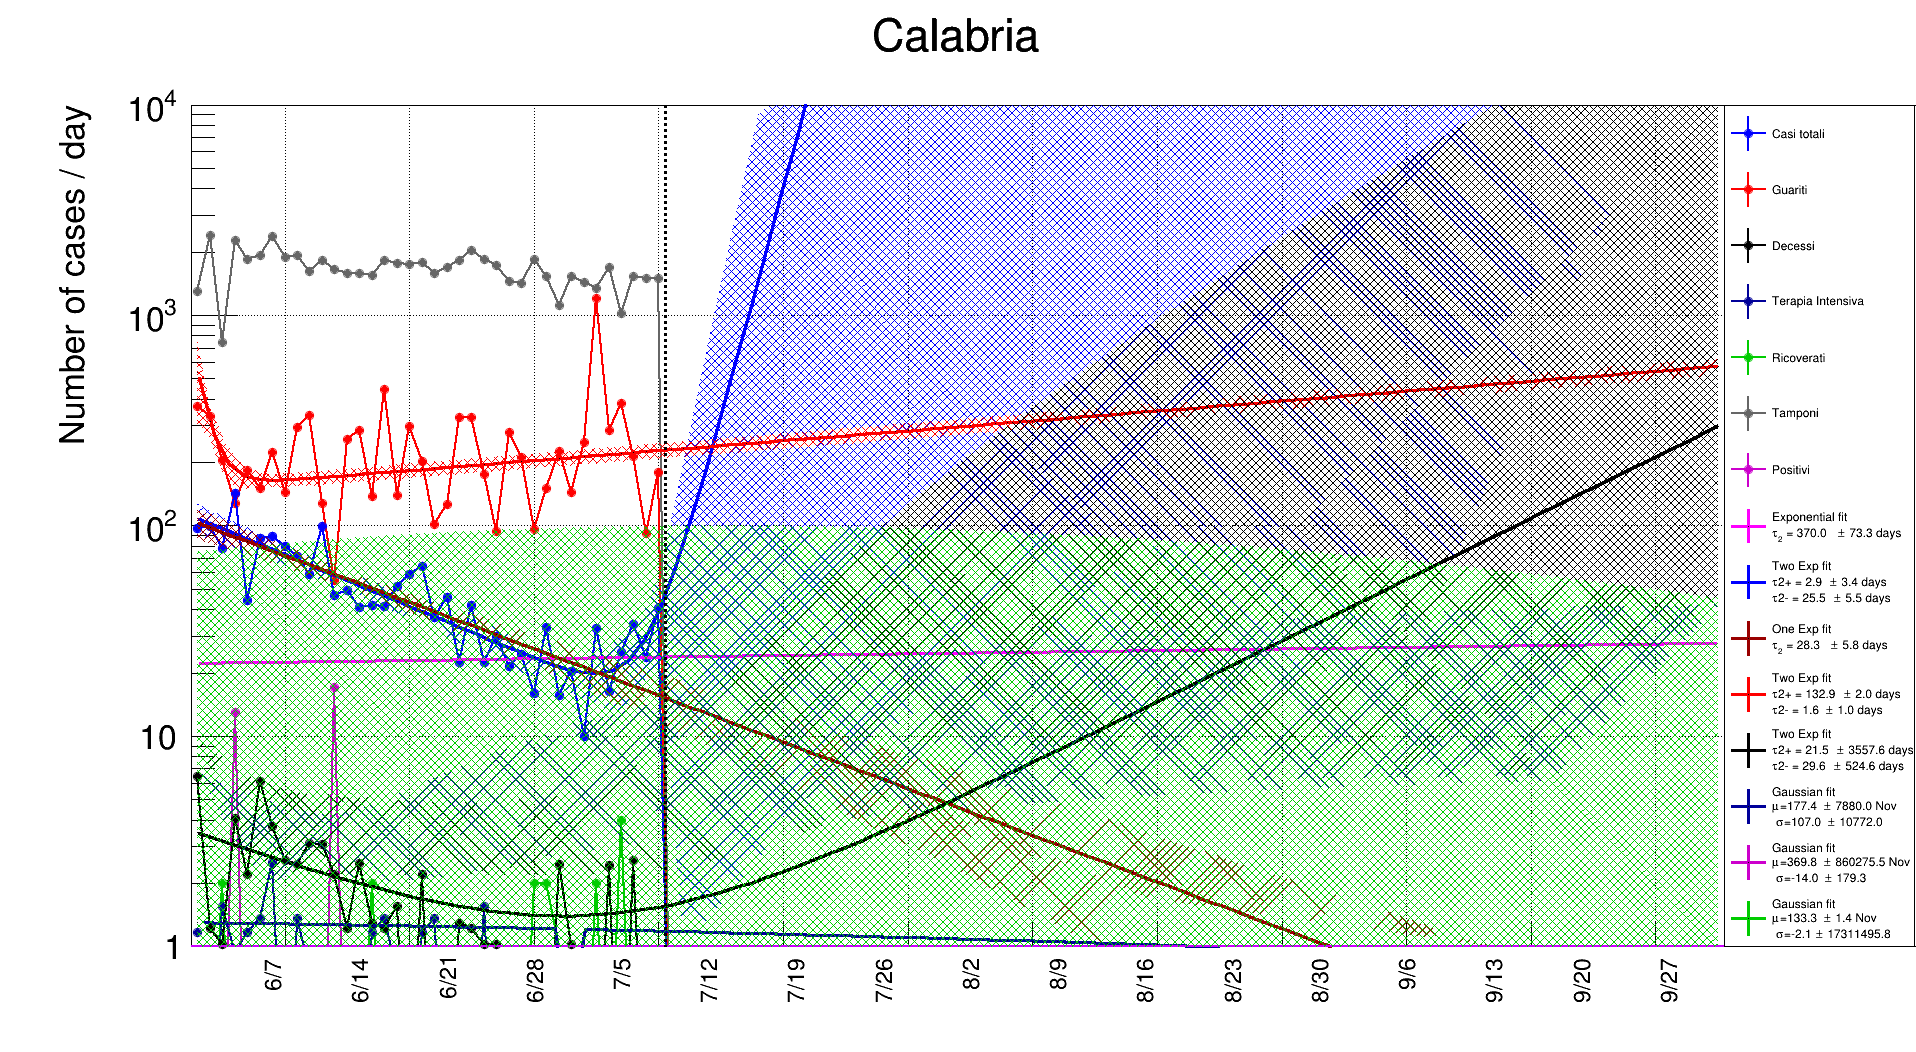 Calabria
Number of cases / day
10^4
10^3
10^2
10
1
6/7
6/14
6/21
6/28
7/5
7/12
7/19
7/26
8/2
8/9
8/16
8/23
8/30
9/6
9/13
9/20
9/27
Casi totali
Guariti
Decessi
Terapia Intensiva
Ricoverati
Tamponi
Positivi
Exponential fit
τ₂ = 370.0 ± 73.3 days
Two Exp fit
τ2+ = 2.9 ± 3.4 days
τ2- = 25.5 ± 5.5 days
One Exp fit
τ₂ = 28.3 ± 5.8 days
Two Exp fit
τ2+ = 132.9 ± 2.0 days
τ2- = 1.6 ± 1.0 days
Two Exp fit
τ2+ = 21.5 ± 3557.6 days
τ2- = 29.6 ± 524.6 days
Gaussian fit
μ=177.4 ± 7880.0 Nov
σ=107.0 ± 10772.0
Gaussian fit
μ=369.8 ± 860275.5 Nov
σ=-14.0 ± 179.3
Gaussian fit
μ=133.3 ± 1.4 Nov
σ=-2.1 ± 17311495.8